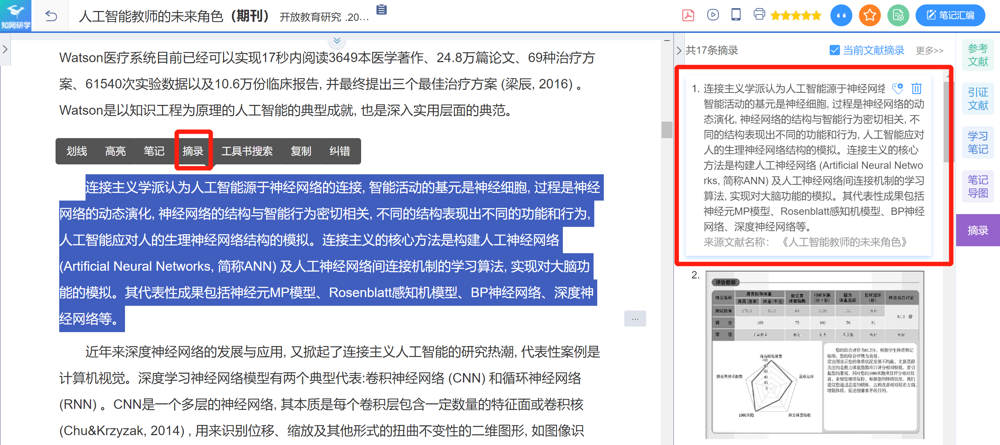 知网研学
人工智能教师的未来角色（期刊） 开放教育研究 .20...
笔记汇编
Watson医疗系统目前已经可以实现17秒内阅读3649本医学著作、24.8万篇论文、69种治疗方
案、61540次实验数据以及10.6万份临床报告, 并最终提出三个最佳治疗方案 (梁辰, 2016) 。
Watson是以知识工程为原理的人工智能的典型成就, 也是深入实用层面的典范。
划线 高亮 笔记 摘录 工具书搜索 复制 纠错
连接主义学派认为人工智能源于神经网络的连接, 智能活动的基元是神经细胞, 过程是神经
网络的动态演化, 神经网络的结构与智能行为密切相关, 不同的结构表现出不同的功能和行为,
人工智能应对人的生理神经网络结构的模拟。连接主义的核心方法是构建人工神经网络
(Artificial Neural Networks, 简称ANN) 及人工神经网络间连接机制的学习算法, 实现对大脑功
能的模拟。其代表性成果包括神经元MP模型、Rosenblatt感知机模型、BP神经网络、深度神
经网络等。
...
近年来深度神经网络的发展与应用, 又掀起了连接主义人工智能的研究热潮, 代表性案例是
计算机视觉。深度学习神经网络模型有两个典型代表:卷积神经网络 (CNN) 和循环神经网络
(RNN) 。CNN是一个多层的神经网络, 其本质是每个卷积层包含一定数量的特征面或卷积核
(Chu&Krzyzak, 2014) , 用来识别位移、缩放及其他形式的扭曲不变性的二维图形, 如图像识
共17条摘录 当前文献摘录 更多>>
1. 连接主义学派认为人工智能源于神经网络
智能活动的基元是神经细胞, 过程是神经网络的动
态演化, 神经网络的结构与智能行为密切相关, 不
同的结构表现出不同的功能和行为, 人工智能应对
人的生理神经网络结构的模拟。连接主义的核心
方法是构建人工神经网络 (Artificial Neural Netwo
rks, 简称ANN) 及人工神经网络间连接机制的学习
算法, 实现对大脑功能的模拟。其代表性成果包括
神经元MP模型、Rosenblatt感知机模型、BP神经
网络、深度神经网络等。
来源文献名称： 《人工智能教师的未来角色》
2.
评价指标
项目名称 身高标准体重 肺活量体重指数 1000米跑(分·秒) 握力体重指数 足球运球(秒) 体质综合评定
身高(厘米) 体重(千克)
测试结果 178.0 65.0 69 3.00 53 9.0 81.2 分
得 分 100 75 100 50 81
等 级 正常体重 良好 优秀 不及格 良好 良好
身高标准体重
100
80
60
40
20
0
肺活量体重指数
足球运球
1000米跑
握力体重指数
您的综合评价为81.2分，根据学生体质测定
标准，您的综合评级为良好。
雷达图显示您的体质状况发展不均衡，尤其值得
关注的是握力体重指数项目评分相对较低，要引
起您的重视，同时您的1000米跑项目评分相对较
高，希望您继续保持，根据您的体质状况，我们
建议您通过适度的锻炼，达到改善相对较差方面，
增强体质，促进健康水平的目的。
参考
文献
引证
文献
学习
笔记
笔记
导图
摘录